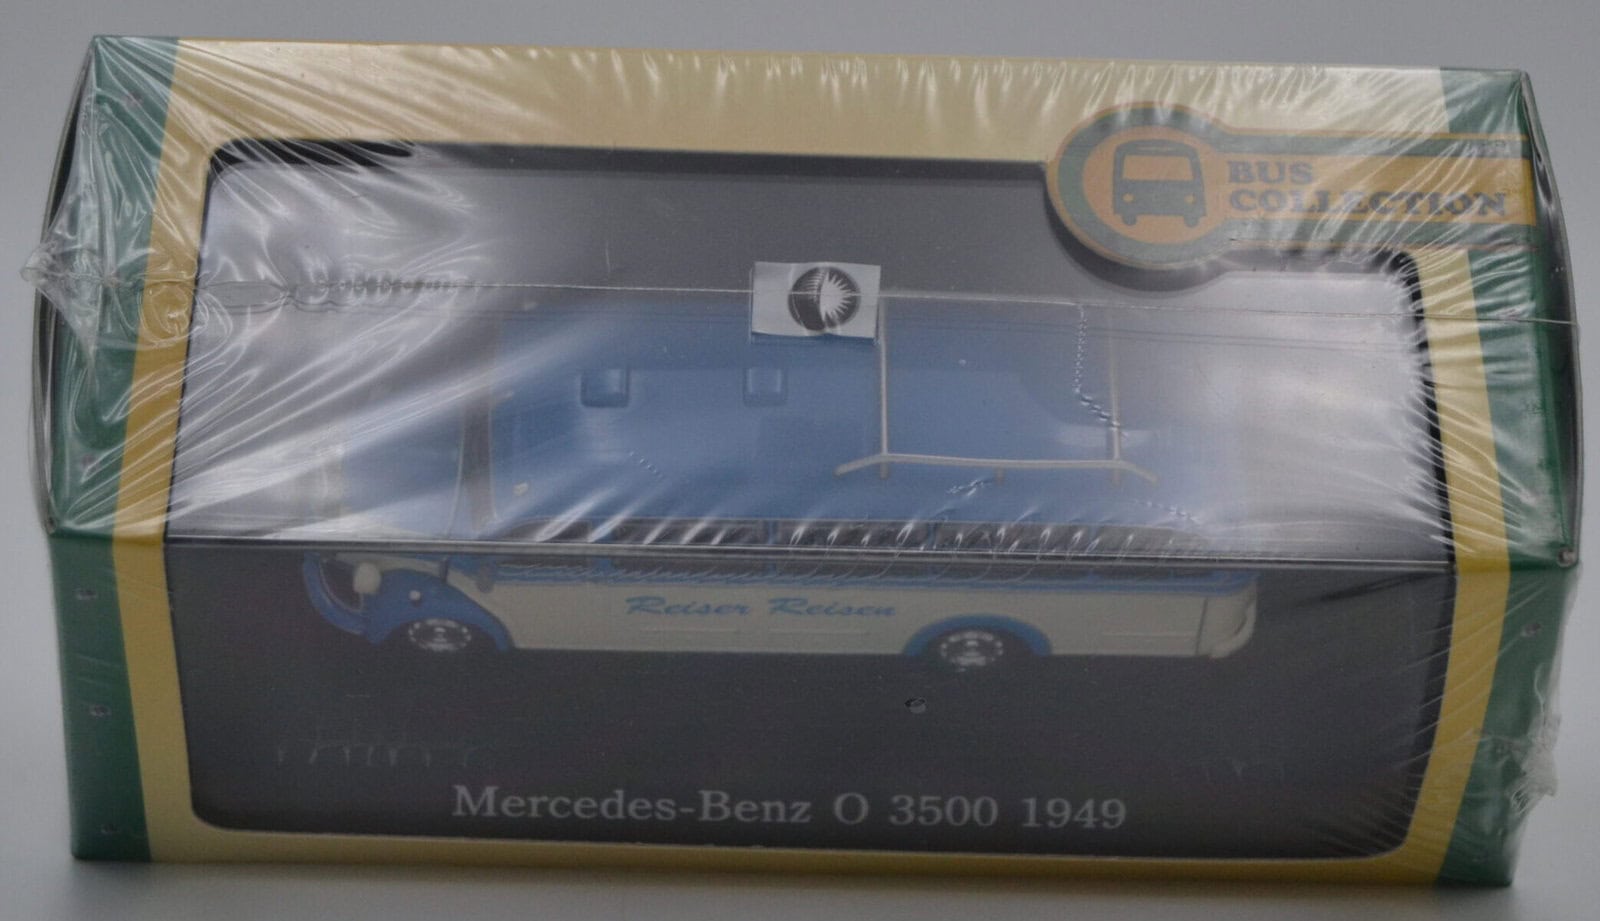 BUS
COLLECTION
Reiser Reisen
Mercedes-Benz O 3500 1949